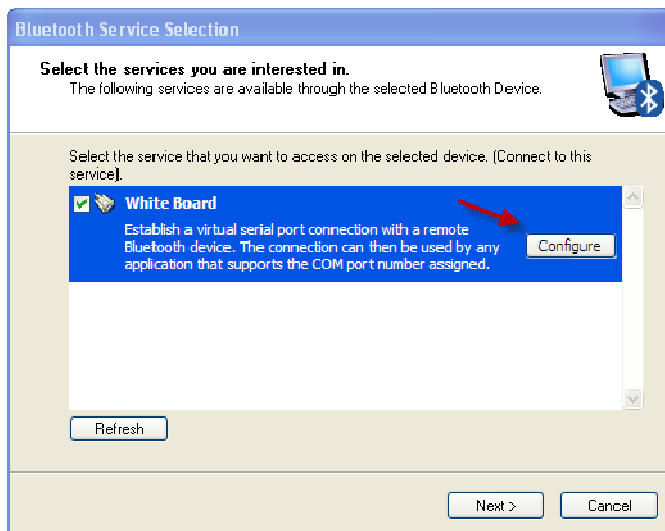 Bluetooth Service Selection
Select the services you are interested in.
The following services are available through the selected Bluetooth Device.
Select the service that you want to access on the selected device. (Connect to this
service).
White Board
Establish a virtual serial port connection with a remote
Bluetooth device. The connection can then be used by any
application that supports the COM port number assigned.
Configure
Refresh
Next >
Cancel